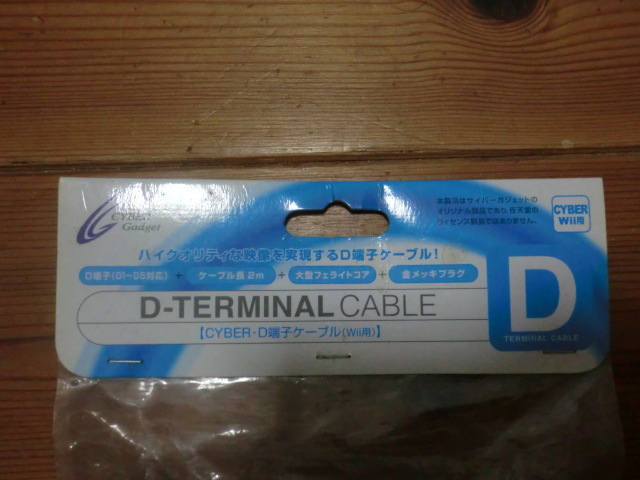 CYBER
Gadget
本製品はサイバーガジェットの
オリジナル製品であり、任天堂の
ライセンス製品ではありません。
CYBER
Wii用
ハイクオリティな映像を実現するD端子ケーブル!
D端子(D1~D5対応) + ケーブル長 2m + 大型フェライトコア + 金メッキプラグ
D-TERMINAL CABLE
【CYBER・D端子ケーブル(Wii用)】
D
TERMINAL CABLE